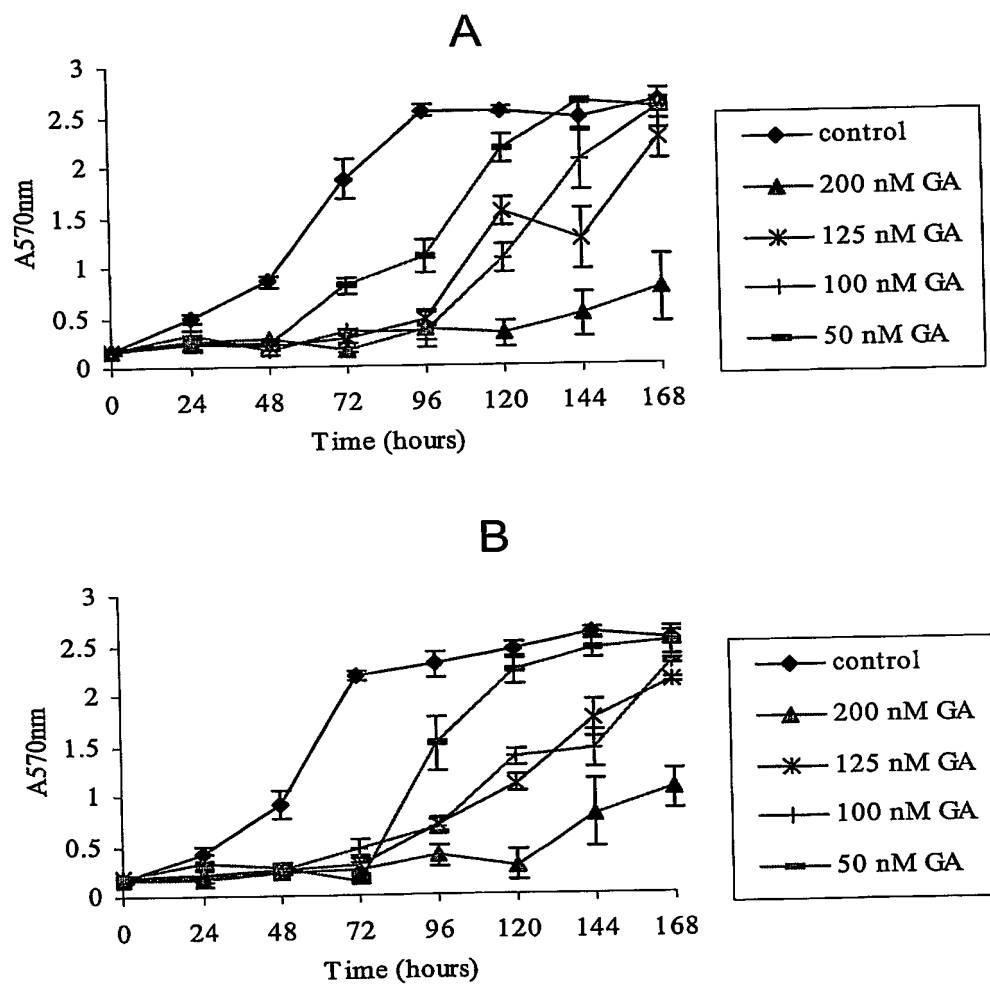 A
3
2.5
2
1.5
1
0.5
0
A570nm
0 24 48 72 96 120 144 168
Time (hours)
control
200 nM GA
125 nM GA
100 nM GA
50 nM GA
B
3
2.5
2
1.5
1
0.5
0
A570nm
0 24 48 72 96 120 144 168
Time (hours)
control
200 nM GA
125 nM GA
100 nM GA
50 nM GA